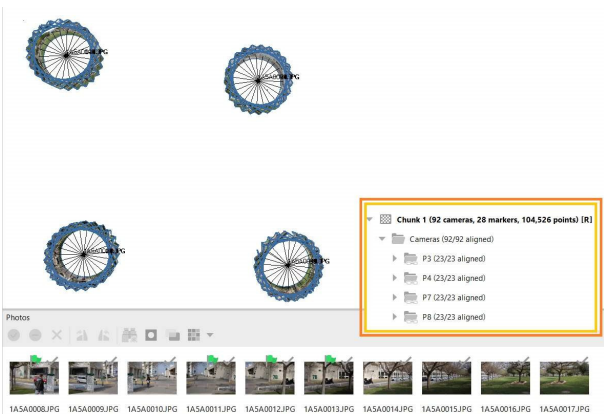 Chunk 1 (92 cameras, 28 markers, 104,526 points) [R]
Cameras (92/92 aligned)
P3 (23/23 aligned)
P4 (23/23 aligned)
P7 (23/23 aligned)
P8 (23/23 aligned)
Photos
1A5A0008.JPG 1A5A0009.JPG 1A5A0010.JPG 1A5A0011.JPG 1A5A0012.JPG 1A5A0013.JPG 1A5A0014.JPG 1A5A0015.JPG 1A5A0016.JPG 1A5A0017.JPG